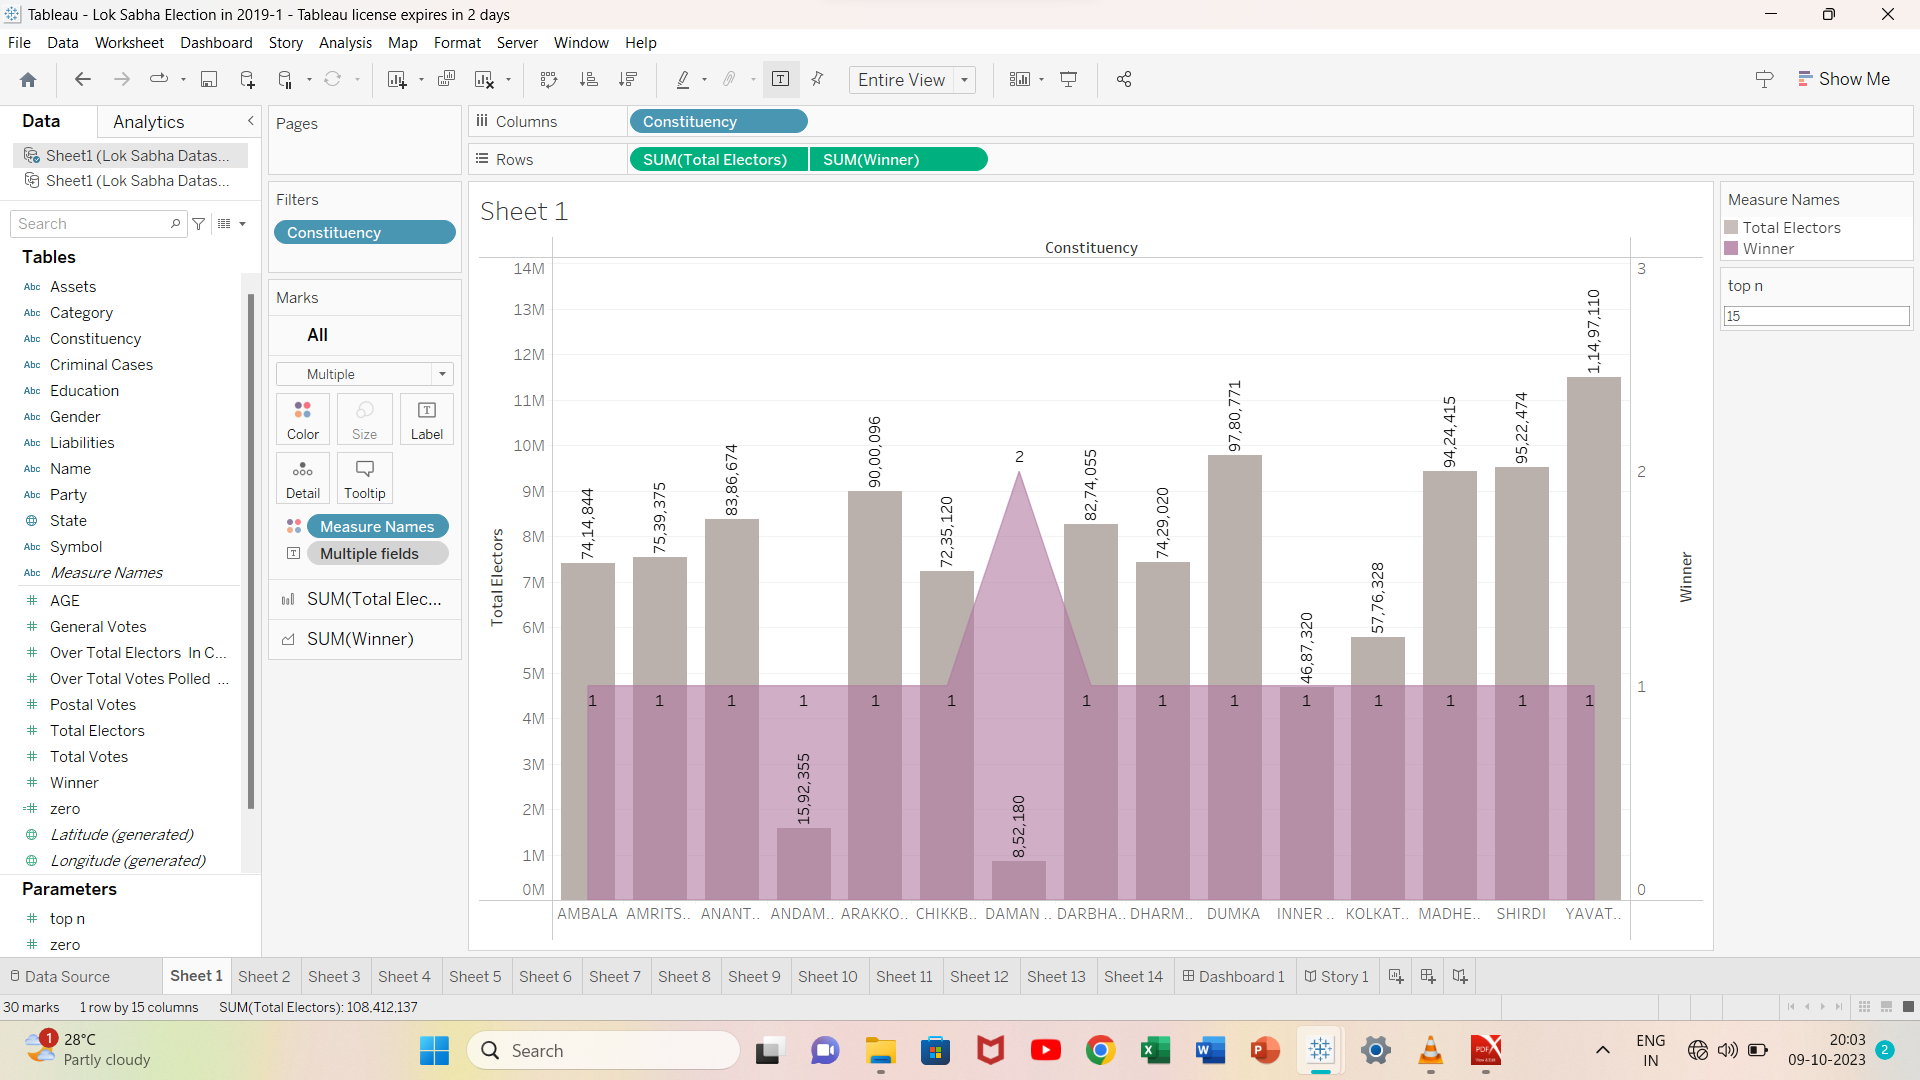 Tableau - Lok Sabha Election in 2019-1 - Tableau license expires in 2 days
File Data Worksheet Dashboard Story Analysis Map Format Server Window Help
Entire View
Show Me
Data Analytics
Sheet1 (Lok Sabha Datas...
Sheet1 (Lok Sabha Datas...
Search
Tables
Abc Assets
Abc Category
Abc Constituency
Abc Criminal Cases
Abc Education
Abc Gender
Abc Liabilities
Abc Name
Abc Party
State
Abc Symbol
Abc Measure Names
# AGE
# General Votes
# Over Total Electors In C...
# Over Total Votes Polled ...
# Postal Votes
# Total Electors
# Total Votes
# Winner
=# zero
Latitude (generated)
Longitude (generated)
Parameters
# top n
# zero
Pages
Filters
Constituency
Marks
All
Multiple
Color Size Label
Detail Tooltip
Measure Names
Multiple fields
SUM(Total Elec...
SUM(Winner)
Columns Constituency
Rows SUM(Total Electors) SUM(Winner)
Sheet 1
Constituency
14M
13M
12M
11M
10M
9M
8M
7M
6M
5M
4M
3M
2M
1M
0M
Total Electors
74,14,844
75,39,375
83,86,674
15,92,355
90,00,096
72,35,120
8,52,180
82,74,055
74,29,020
97,80,771
46,87,320
57,76,328
94,24,415
95,22,474
1,14,97,110
2
1 1 1 1 1 1 1 1 1 1 1 1 1 1
3
2
1
0
Winner
AMBALA AMRITS.. ANANT.. ANDAM.. ARAKKO.. CHIKKB.. DAMAN .. DARBHA.. DHARM.. DUMKA INNER .. KOLKAT.. MADHE.. SHIRDI YAVAT..
Measure Names
Total Electors
Winner
top n
15
Data Source Sheet 1 Sheet 2 Sheet 3 Sheet 4 Sheet 5 Sheet 6 Sheet 7 Sheet 8 Sheet 9 Sheet 10 Sheet 11 Sheet 12 Sheet 13 Sheet 14 Dashboard 1 Story 1
30 marks 1 row by 15 columns SUM(Total Electors): 108,412,137
1
28°C
Partly cloudy
Search
ENG
IN
20:03
09-10-2023
2